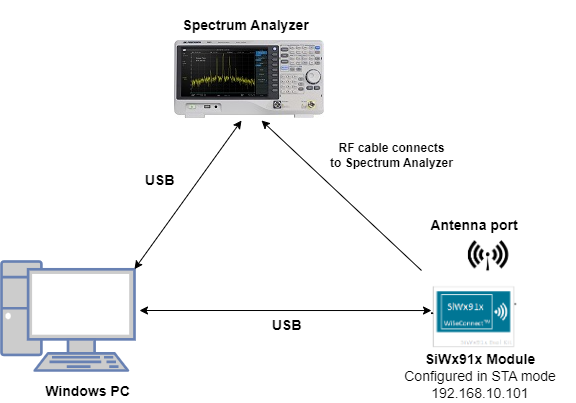 Spectrum Analyzer
RF cable connects
to Spectrum Analyzer
USB
Antenna port
SiWx91x
WiSeConnect™
USB
SiWx91x Module
Configured in STA mode
192.168.10.101
Windows PC